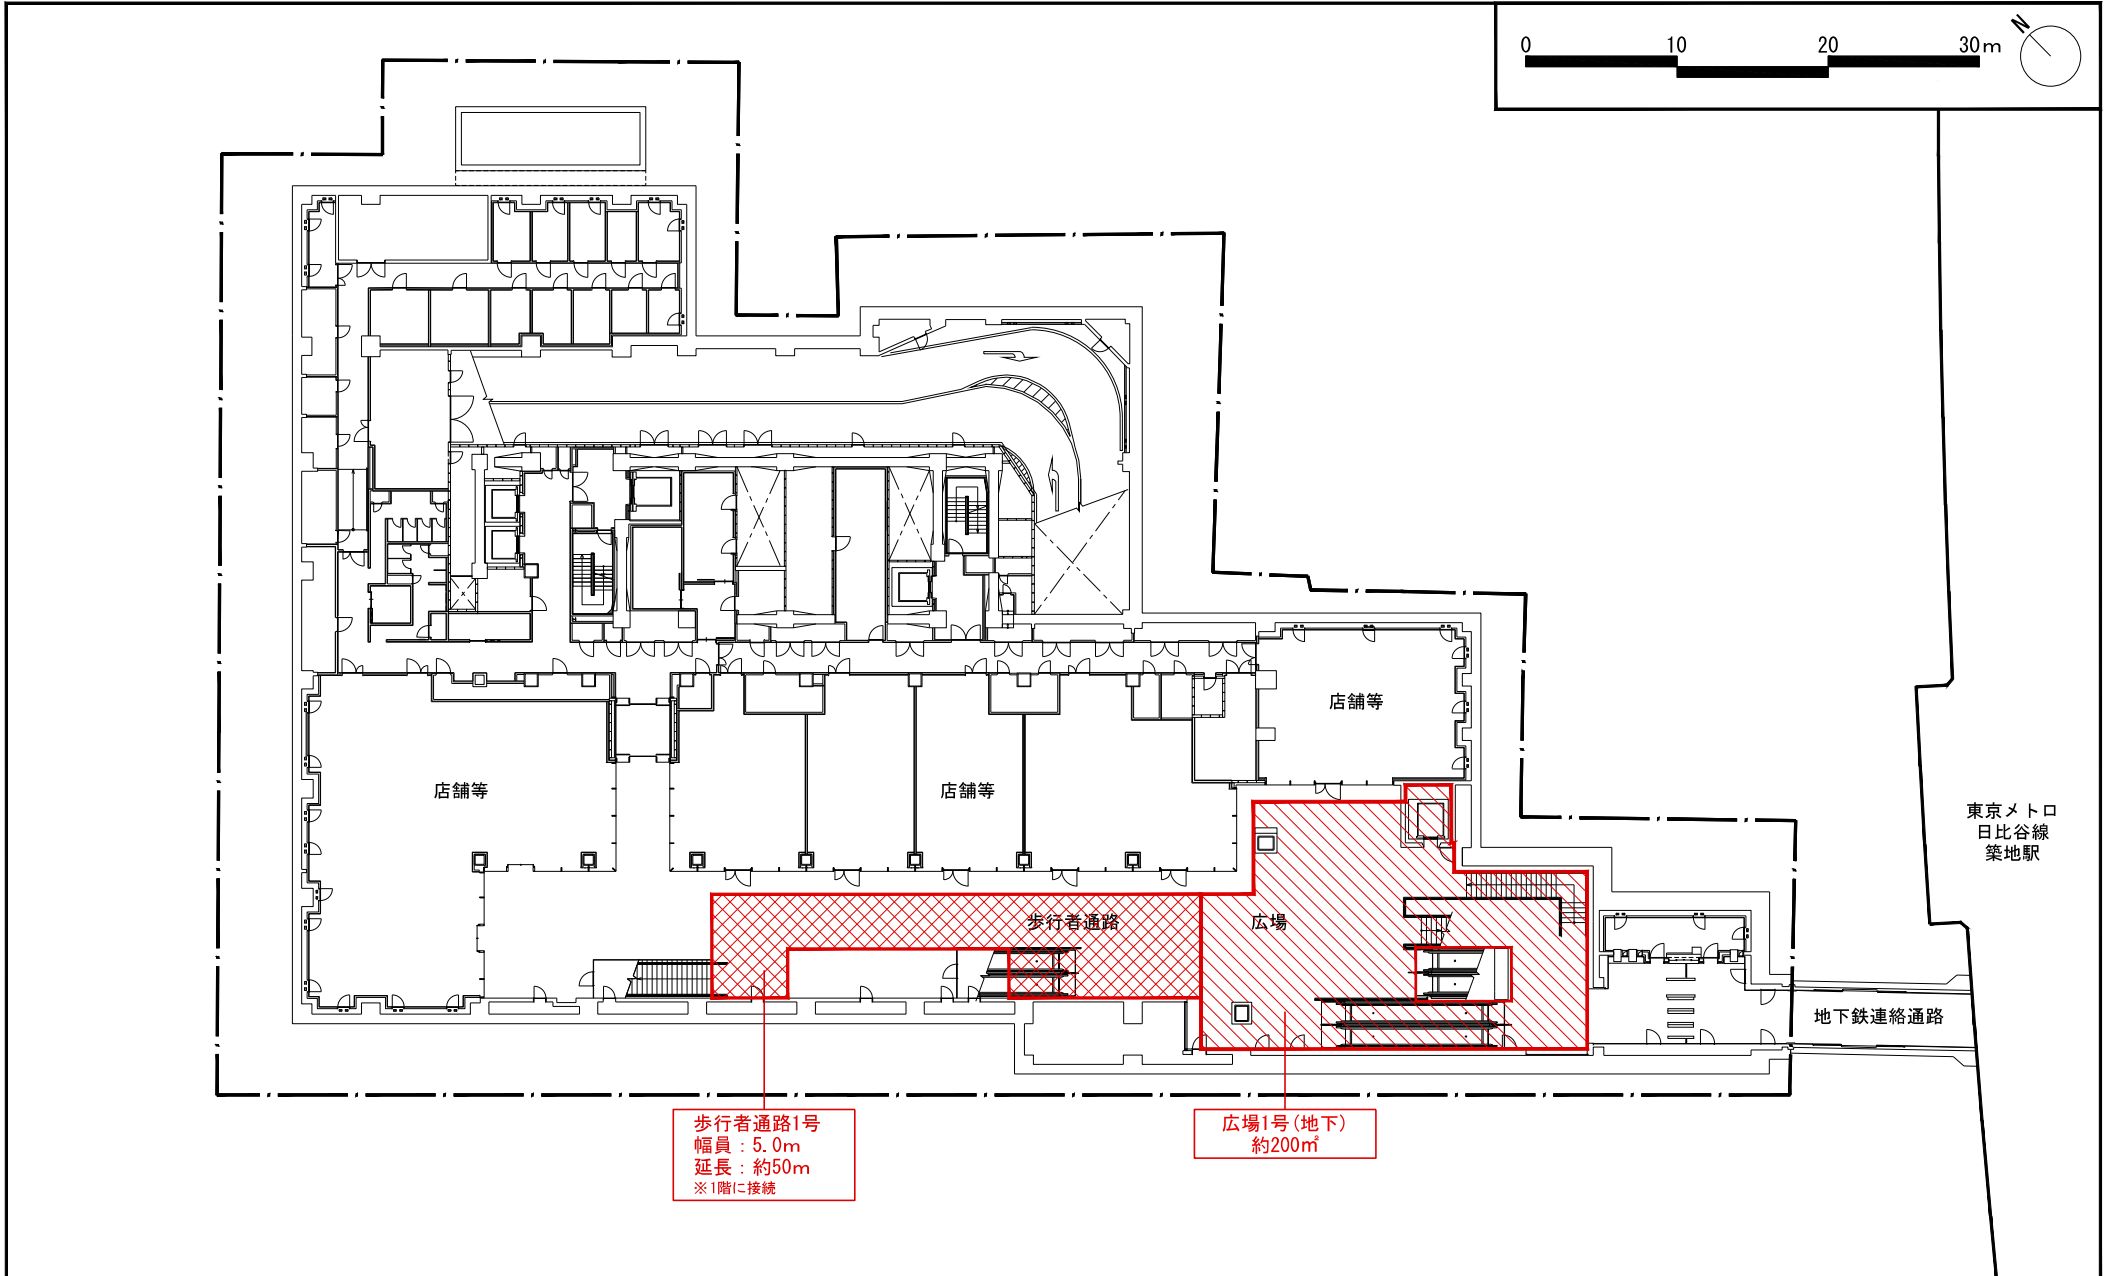 0 10 20 30m
N
店舗等
店舗等
店舗等
東京メトロ
日比谷線
築地駅
歩行者通路
広場
地下鉄連絡通路
歩行者通路1号
幅員：5.0m
延長：約50m
※1階に接続
広場1号(地下)
約200㎡